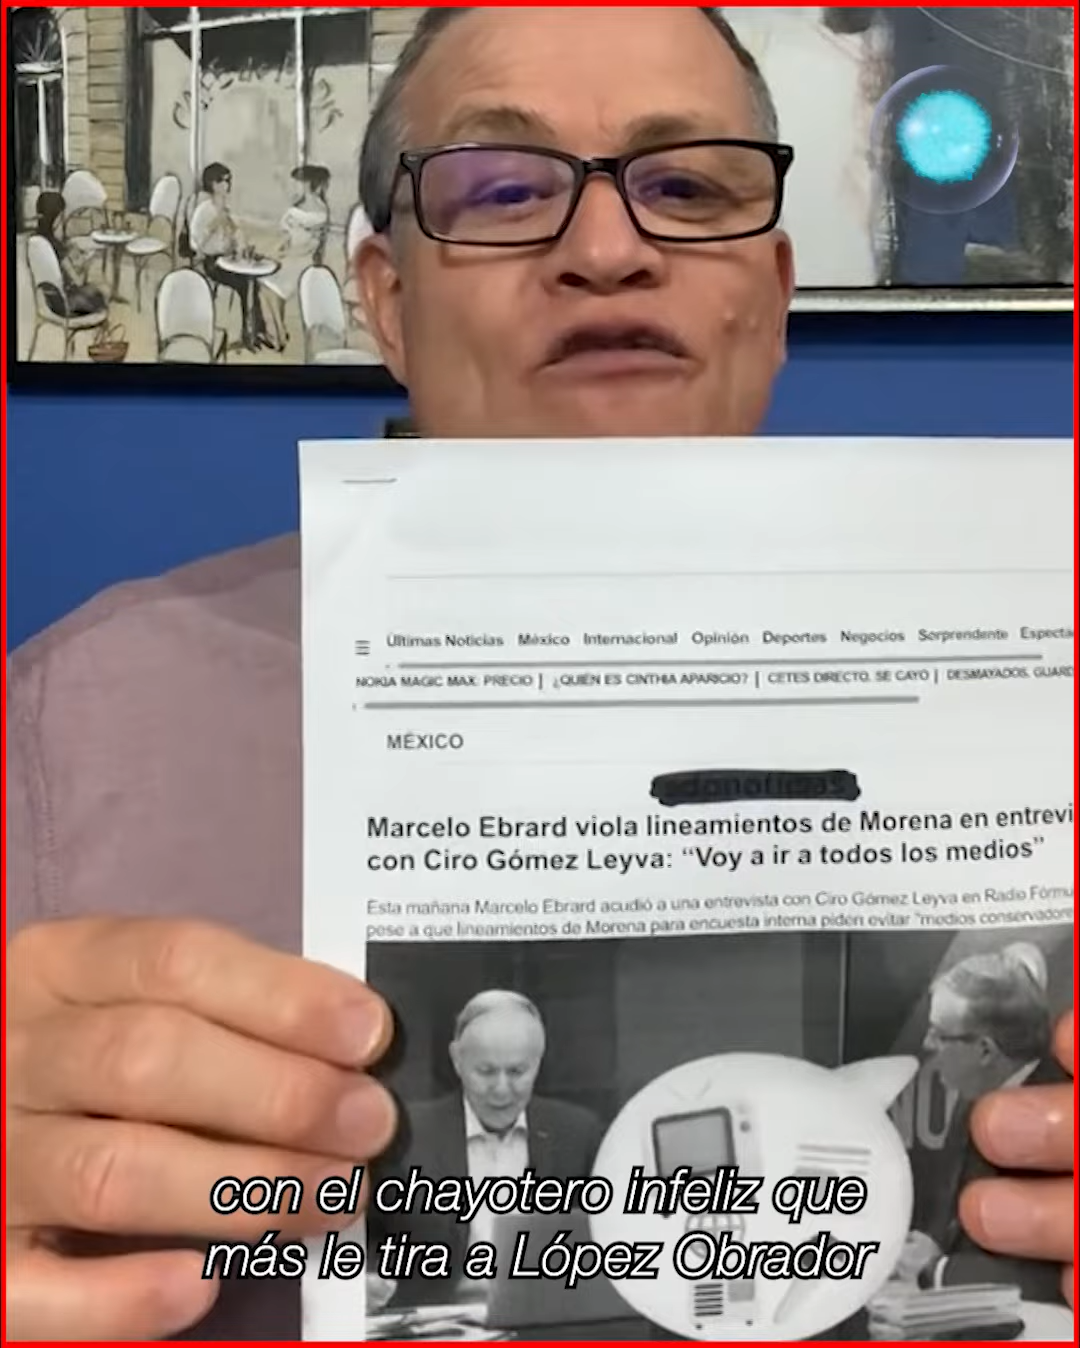 Últimas Noticias México Internacional Opinión Deportes Negocios Sorprendente
NOKIA MAGIC MAX: PRECIO | ¿QUIÉN ES CINTHIA APARICIO? | CETES DIRECTO, SE CAYÓ | DESMAYADOS,
MÉXICO
Marcelo Ebrard viola lineamientos de Morena en entrevi
con Ciro Gómez Leyva: “Voy a ir a todos los medios”
Esta mañana Marcelo Ebrard acudió a una entrevista con Ciro Gómez Leyva en Radio Fórmu
pese a que lineamientos de Morena para encuesta interna piden evitar "medios conservadore
con el chayotero infeliz que
más le tira a López Obrador